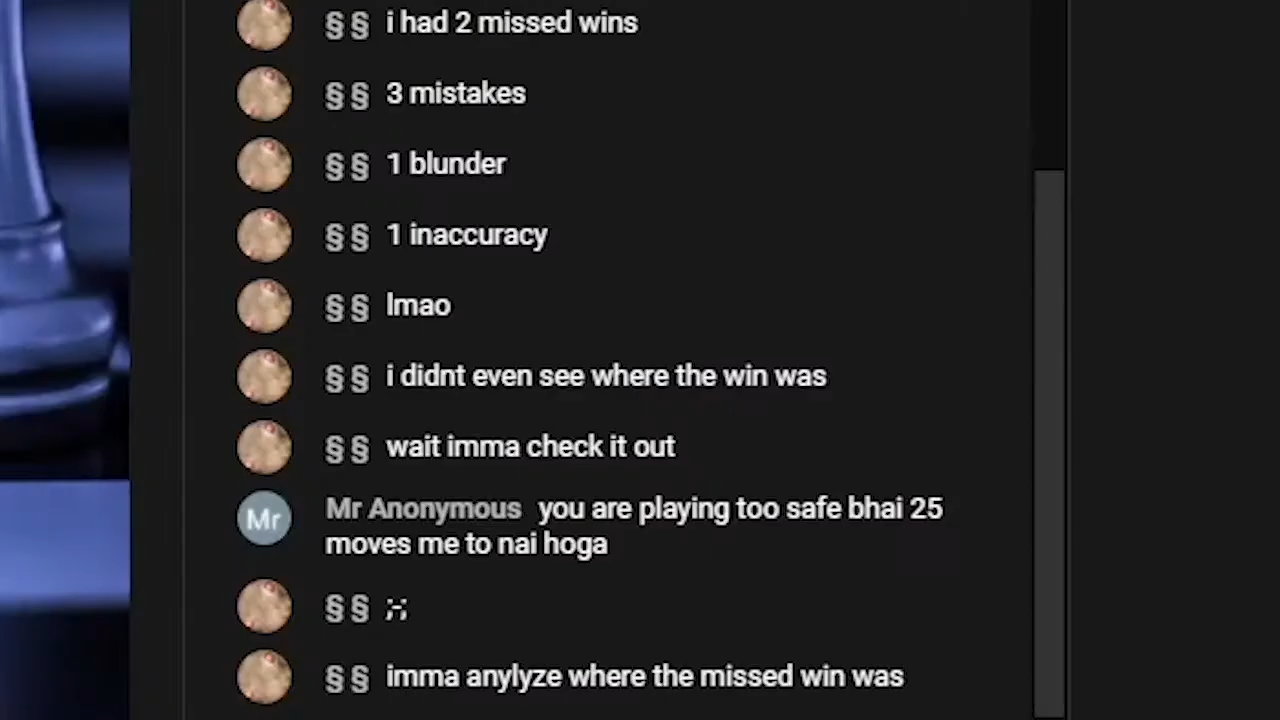 §§ i had 2 missed wins
§§ 3 mistakes
§§ 1 blunder
§§ 1 inaccuracy
§§ lmao
§§ i didnt even see where the win was
§§ wait imma check it out
Mr
Mr Anonymous you are playing too safe bhai 25
moves me to nai hoga
§§ ;-;
§§ imma anylyze where the missed win was